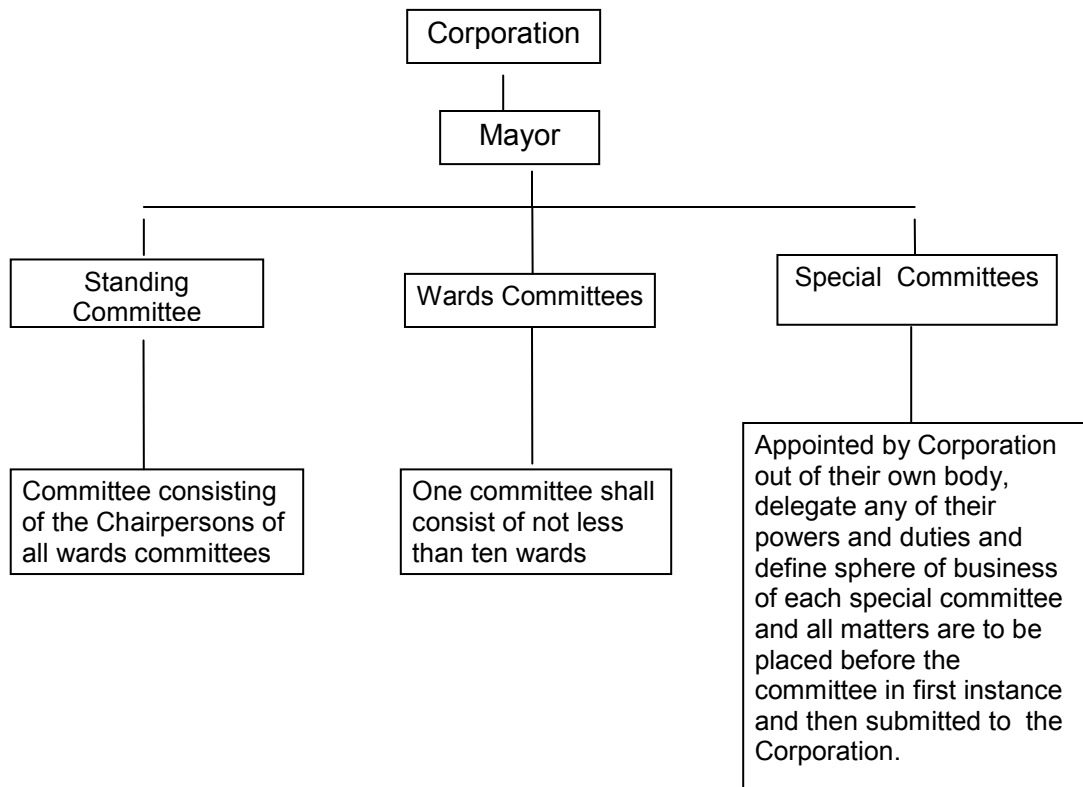 Corporation
Mayor
Standing
Committee
Wards Committees
Special Committees
Committee consisting
of the Chairpersons of
all wards committees
One committee shall
consist of not less
than ten wards
Appointed by Corporation
out of their own body,
delegate any of their
powers and duties and
define sphere of business
of each special committee
and all matters are to be
placed before the
committee in first instance
and then submitted to the
Corporation.